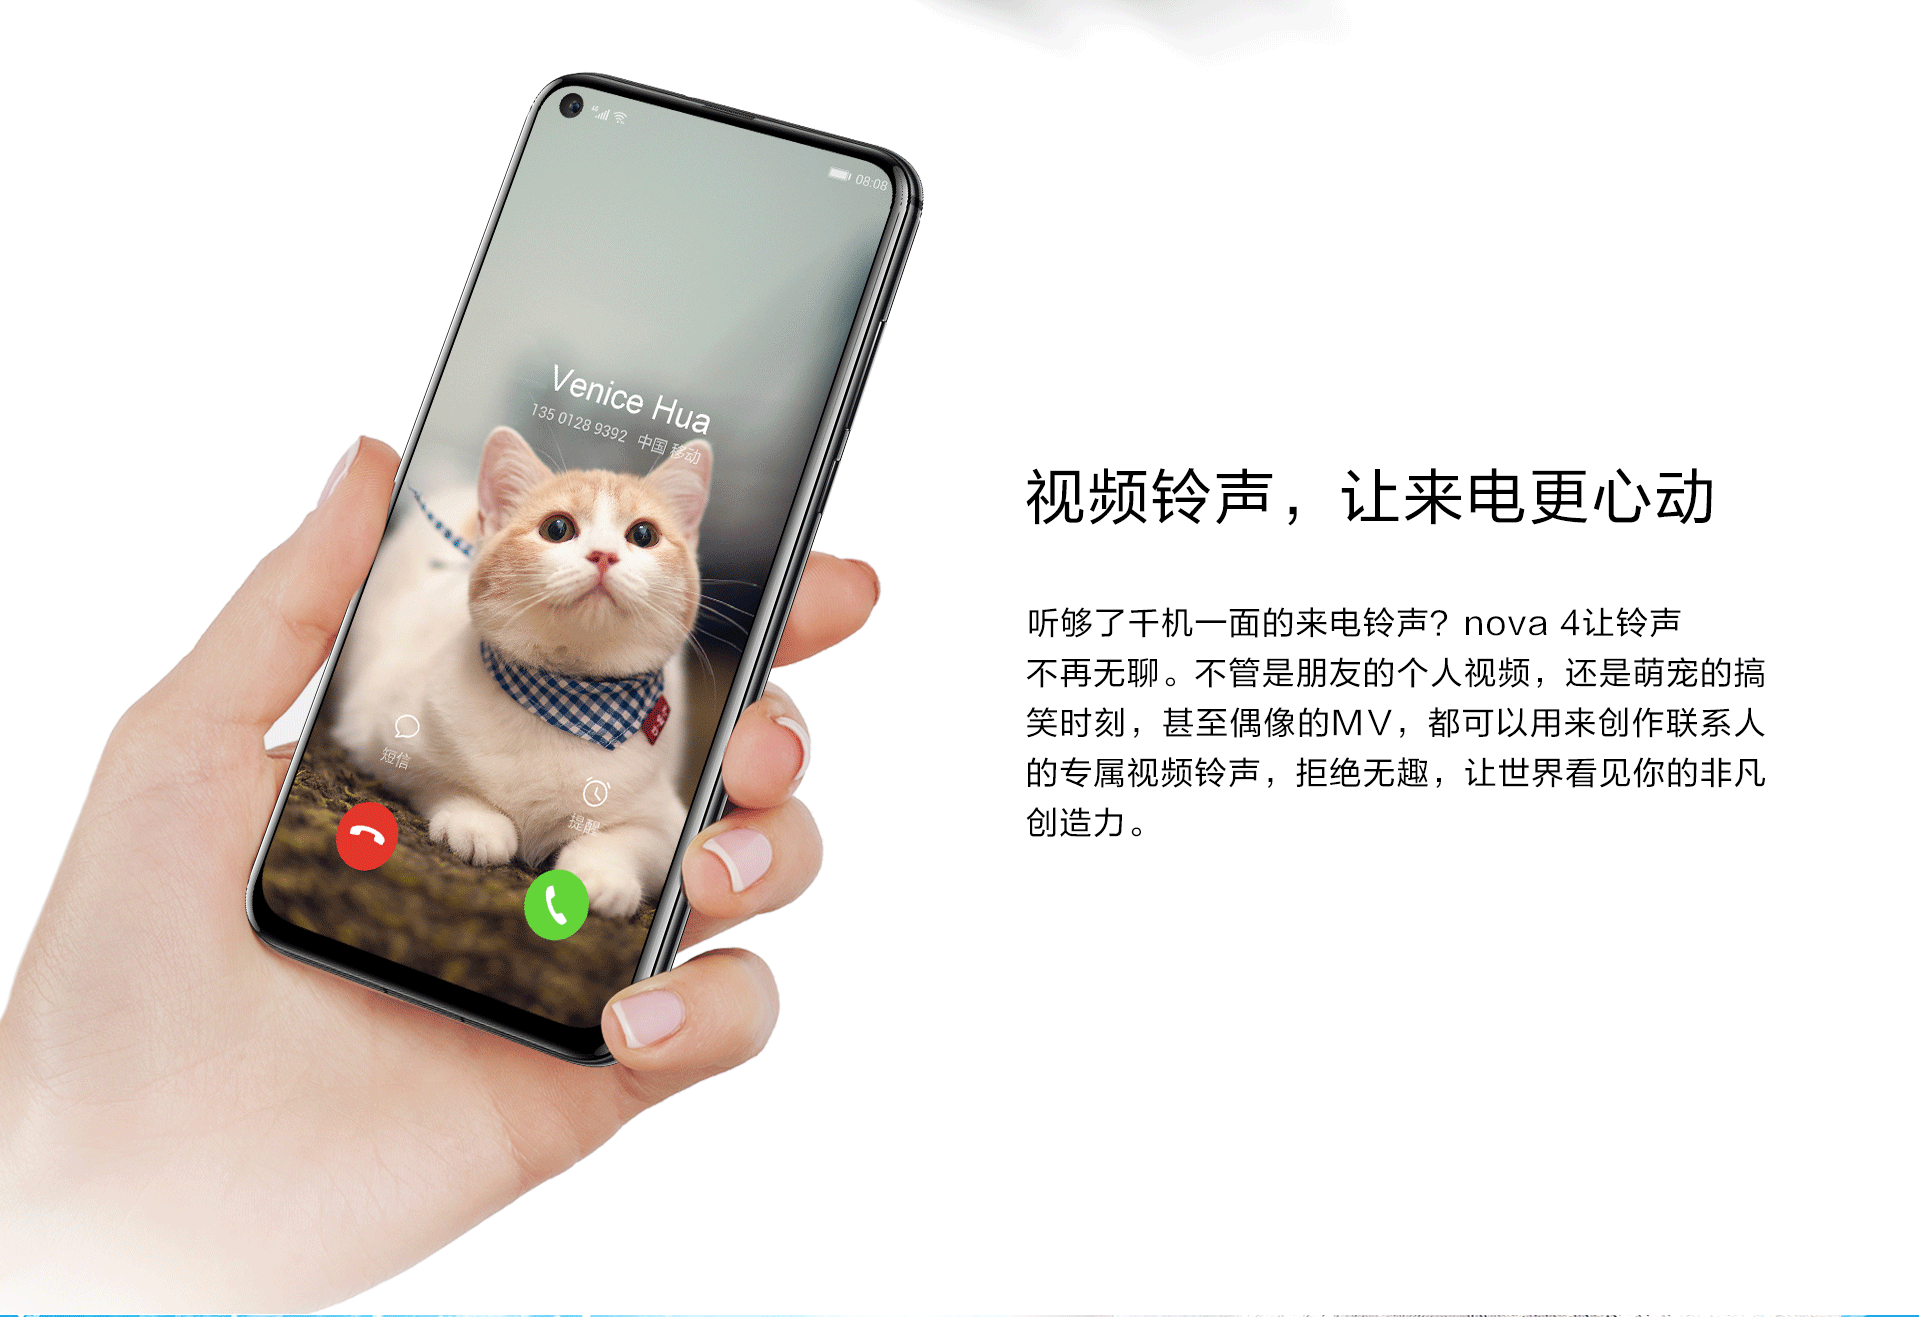 08:08
Venice Hua
135 0128 9392 中国 移动
短信
提醒
视频铃声，让来电更心动
听够了千机一面的来电铃声？nova 4让铃声
不再无聊。不管是朋友的个人视频，还是萌宠的搞
笑时刻，甚至偶像的MV，都可以用来创作联系人
的专属视频铃声，拒绝无趣，让世界看见你的非凡
创造力。